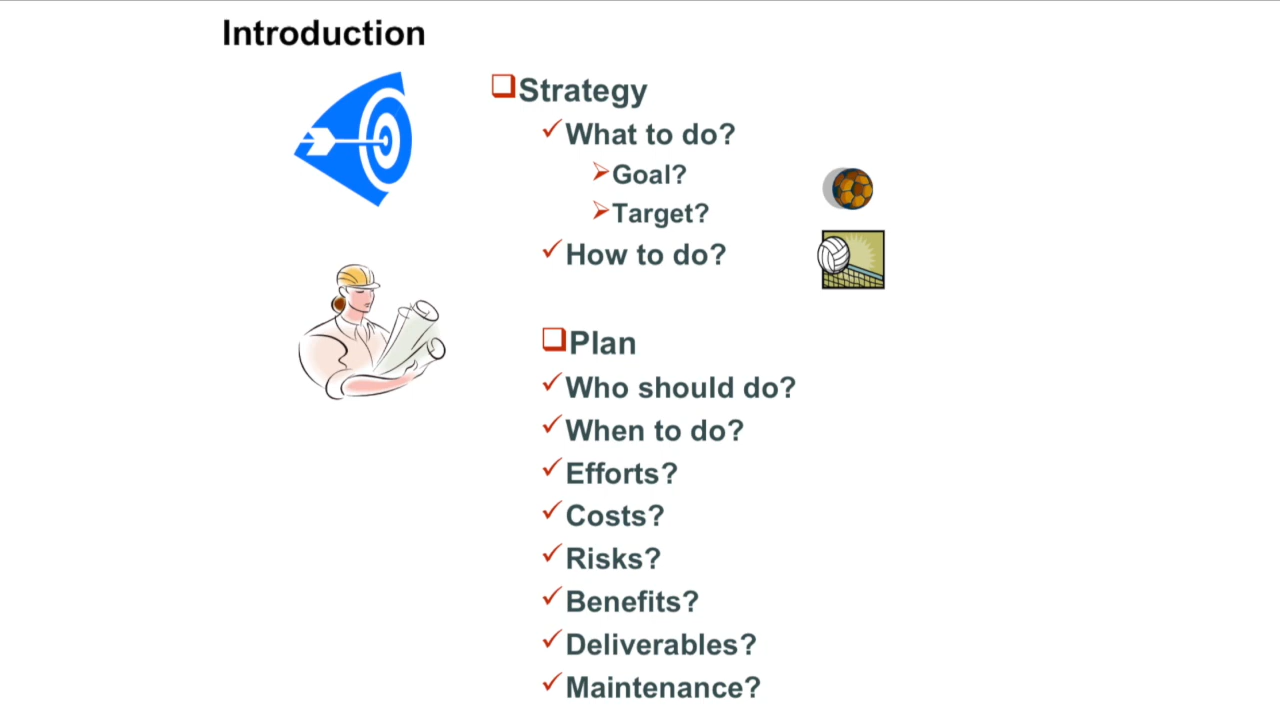 Introduction
Strategy
What to do?
Goal?
Target?
How to do?
Plan
Who should do?
When to do?
Efforts?
Costs?
Risks?
Benefits?
Deliverables?
Maintenance?